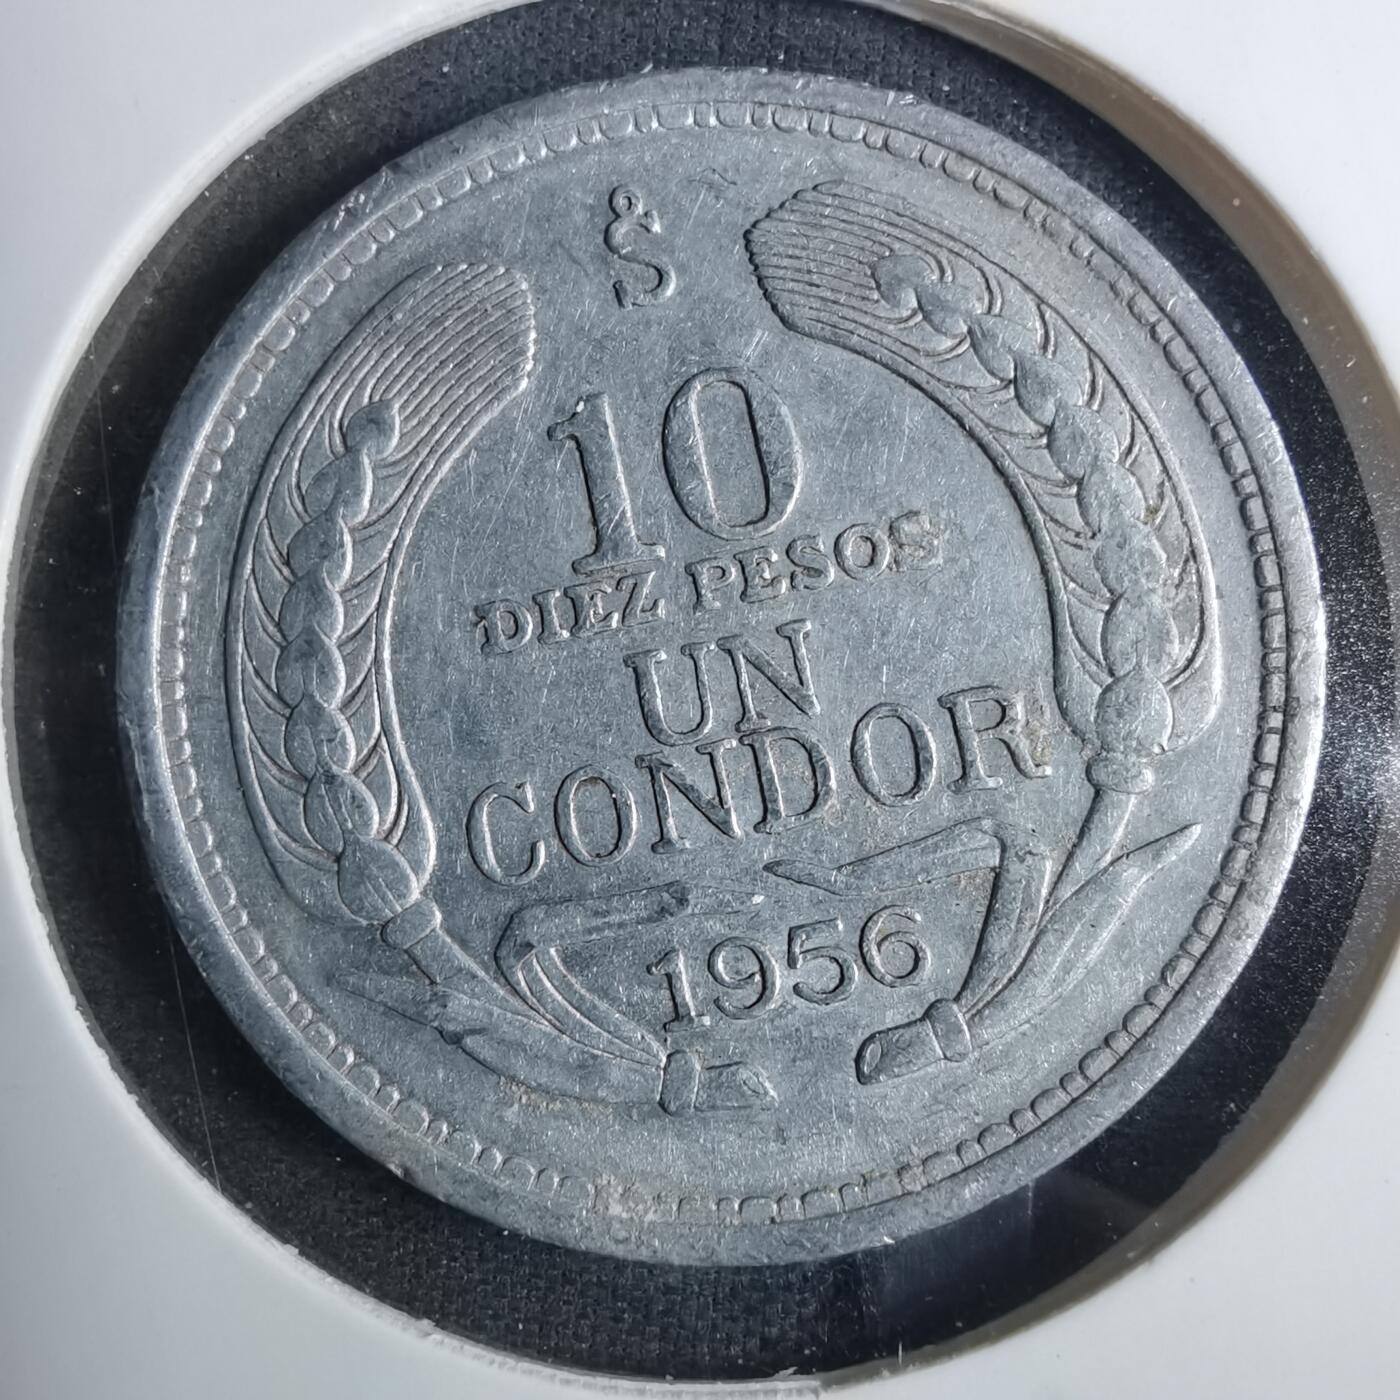 S°
10
DIEZ PESOS
UN
CONDOR
1956